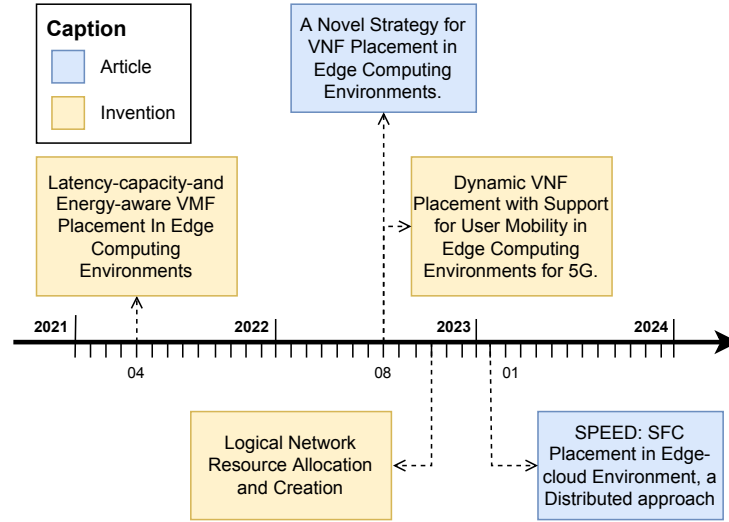 Caption
Article
Invention
A Novel Strategy for
VNF Placement in
Edge Computing
Environments.
Latency-capacity-and
Energy-aware VMF
Placement In Edge
Computing
Environments
Dynamic VNF
Placement with Support
for User Mobility in
Edge Computing
Environments for 5G.
2021
2022
2023
2024
04
08
01
Logical Network
Resource Allocation
and Creation
SPEED: SFC
Placement in Edge-
cloud Environment, a
Distributed approach